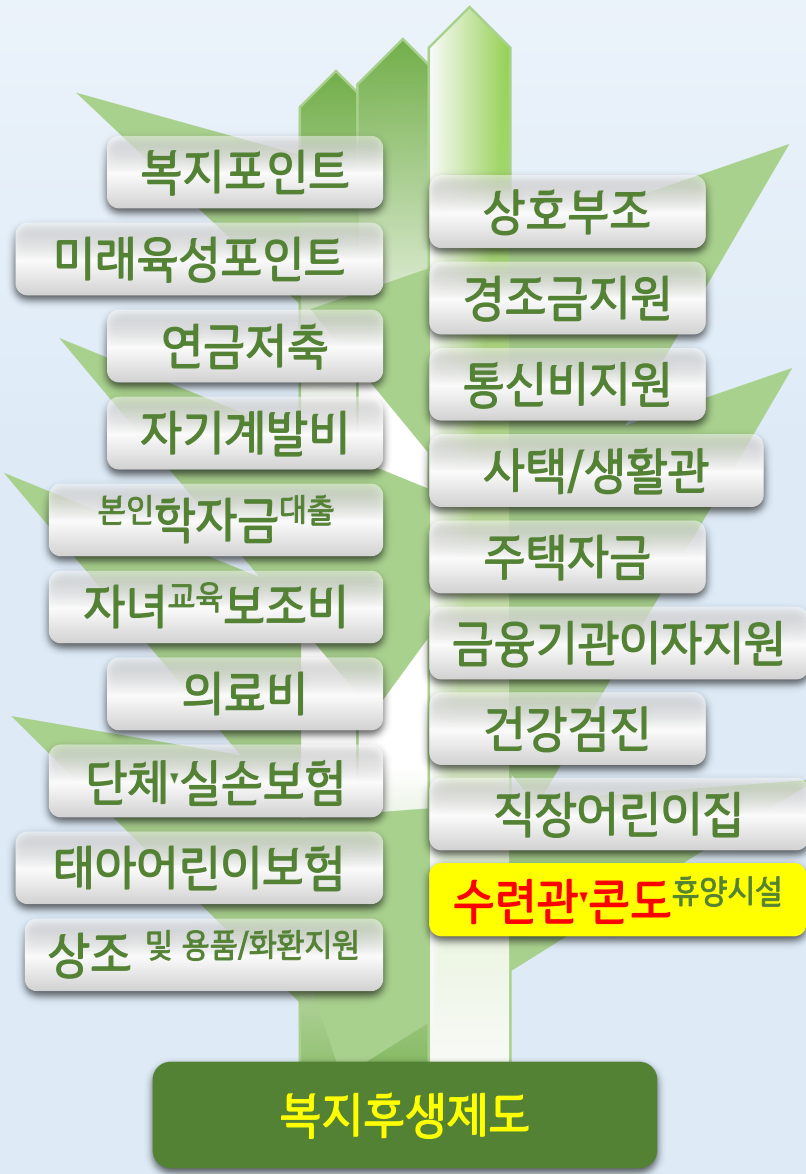 복지포인트
미래육성포인트
연금저축
자기계발비
본인학자금대출
자녀교육보조비
의료비
단체▾실손보험
태아어린이보험
상조 및 용품/화환지원
상호부조
경조금지원
통신비지원
사택/생활관
주택자금
금융기관이자지원
건강검진
직장어린이집
수련관▾콘도휴양시설
복지후생제도